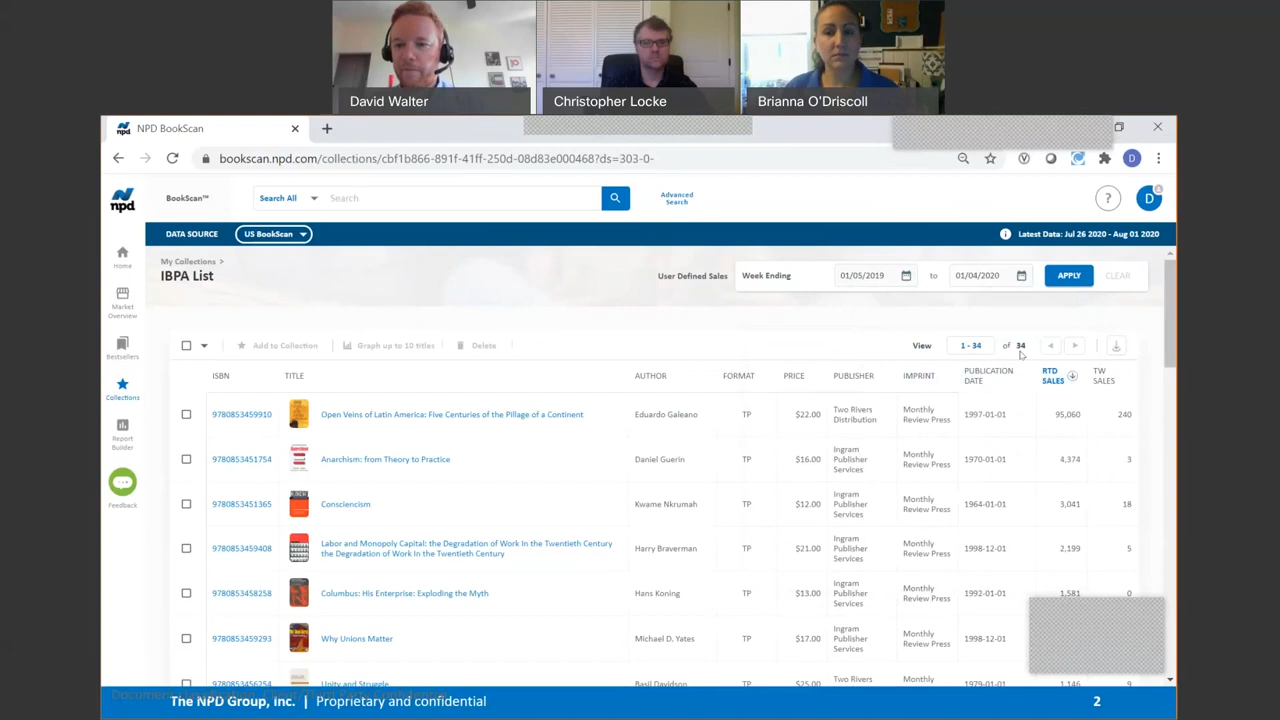 David Walter
Christopher Locke
Brianna O'Driscoll
npd
NPD BookScan
bookscan.npd.com/collections/cbf1b866-891f-41ff-250d-08d83e000468?ds=303-0-
D
npd
BookScan™
Search All
Search
Advanced
Search
?
D
DATA SOURCE
US BookScan
Latest Data: Jul 26 2020 - Aug 01 2020
Home
Market
Overview
Bestsellers
Collections
Report
Builder
Feedback
My Collections >
IBPA List
User Defined Sales
Week Ending
01/05/2019
to
01/04/2020
APPLY
CLEAR
Add to Collection
Graph up to 10 titles
Delete
View
1 - 34
of 34
ISBN
TITLE
AUTHOR
FORMAT
PRICE
PUBLISHER
IMPRINT
PUBLICATION
DATE
RTD
SALES
TW
SALES
9780853459910
Open Veins of Latin America: Five Centuries of the Pillage of a Continent
Eduardo Galeano
TP
$22.00
Two Rivers
Distribution
Monthly
Review Press
1997-01-01
95,060
240
9780853451754
Anarchism: from Theory to Practice
Daniel Guerin
TP
$16.00
Ingram
Publisher
Services
Monthly
Review Press
1970-01-01
4,374
3
9780853451365
Consciencism
Kwame Nkrumah
TP
$12.00
Ingram
Publisher
Services
Monthly
Review Press
1964-01-01
3,041
18
9780853459408
Labor and Monopoly Capital: the Degradation of Work In the Twentieth Century
the Degradation of Work In the Twentieth Century
Harry Braverman
TP
$21.00
Ingram
Publisher
Services
Monthly
Review Press
1998-12-01
2,199
5
9780853458258
Columbus: His Enterprise: Exploding the Myth
Hans Koning
TP
$13.00
Ingram
Publisher
Services
Monthly
Review Press
1992-01-01
1,581
0
9780853459293
Why Unions Matter
Michael D. Yates
TP
$17.00
Ingram
Publisher
Services
Monthly
Review Press
1998-12-01
9780853456254
Unity and Struggle
Basil Davidson
TP
$25.00
Two Rivers
Monthly
1979-01-01
1,146
9
The NPD Group, Inc. | Proprietary and confidential
2